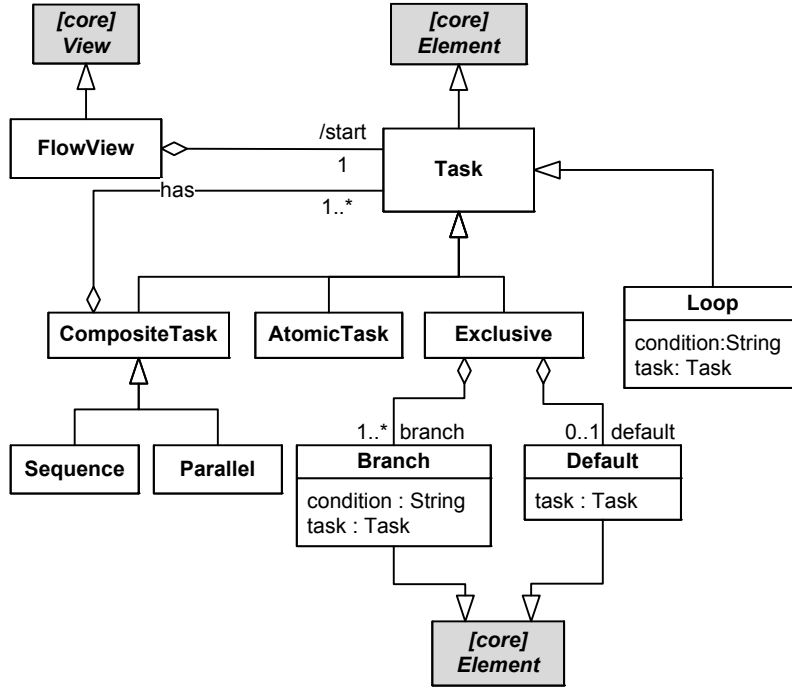 [core]
View
[core]
Element
FlowView
/start
1
Task
has
1..*
CompositeTask
AtomicTask
Exclusive
Loop
condition:String
task: Task
1..* branch
0..1 default
Sequence
Parallel
Branch
condition : String
task : Task
Default
task : Task
[core]
Element